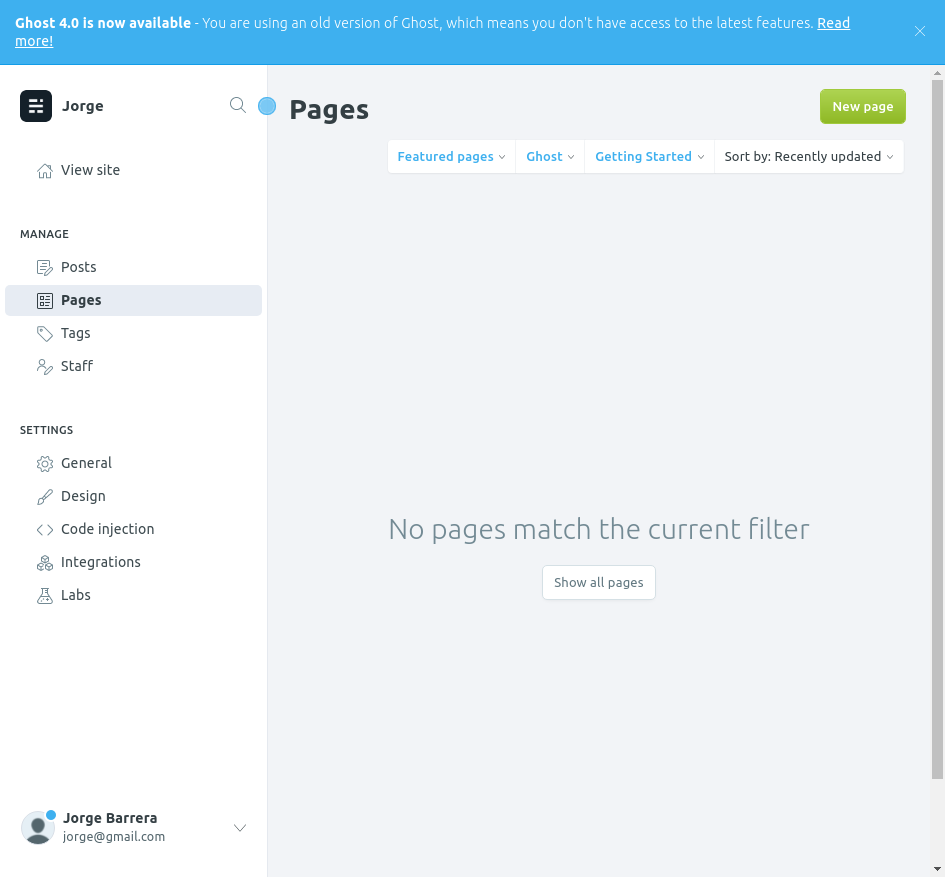 Ghost 4.0 is now available - You are using an old version of Ghost, which means you don't have access to the latest features. Read
more!
Jorge
Pages
New page
Featured pages
Ghost
Getting Started
Sort by: Recently updated
View site
MANAGE
Posts
Pages
Tags
Staff
SETTINGS
General
Design
Code injection
Integrations
Labs
No pages match the current filter
Show all pages
Jorge Barrera
jorge@gmail.com